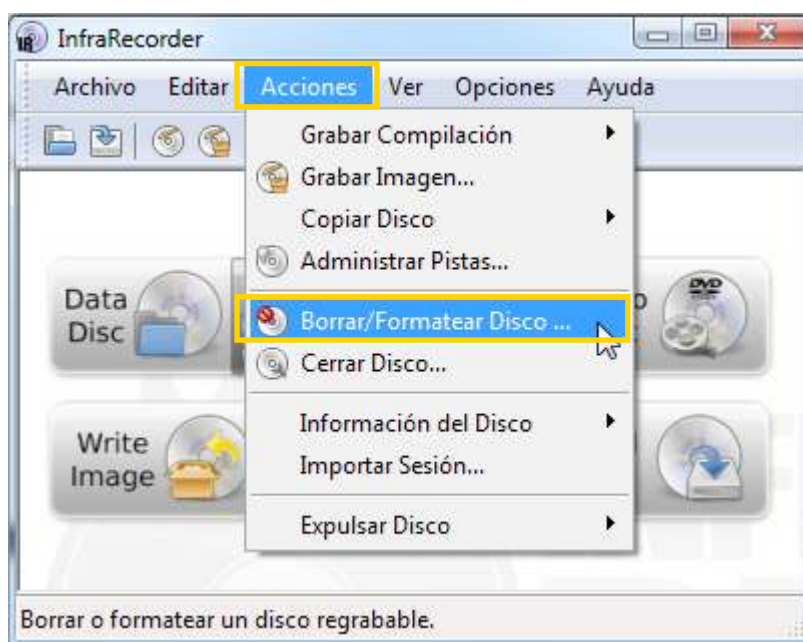 InfraRecorder
Archivo Editar Acciones Ver Opciones Ayuda
Grabar Compilación
Grabar Imagen...
Copiar Disco
Administrar Pistas...
Borrar/Formatear Disco ...
Cerrar Disco...
Información del Disco
Importar Sesión...
Expulsar Disco
Data
Disc
DVD
Write
Image
Borrar o formatear un disco regrabable.